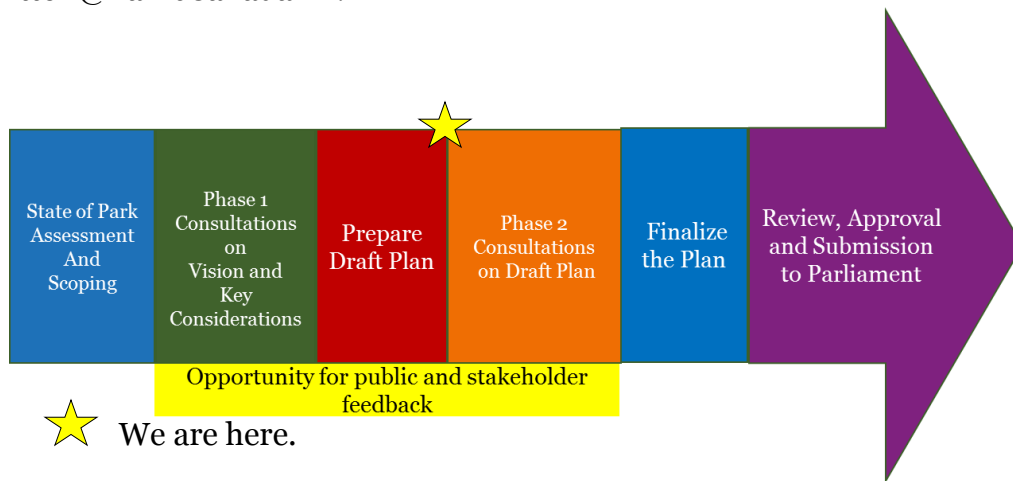 State of Park
Assessment
And
Scoping
Phase 1
Consultations
on
Vision and
Key
Considerations
Prepare
Draft Plan
Phase 2
Consultations
on Draft Plan
Finalize
the Plan
Review, Approval
and Submission
to Parliament
Opportunity for public and stakeholder
feedback
We are here.